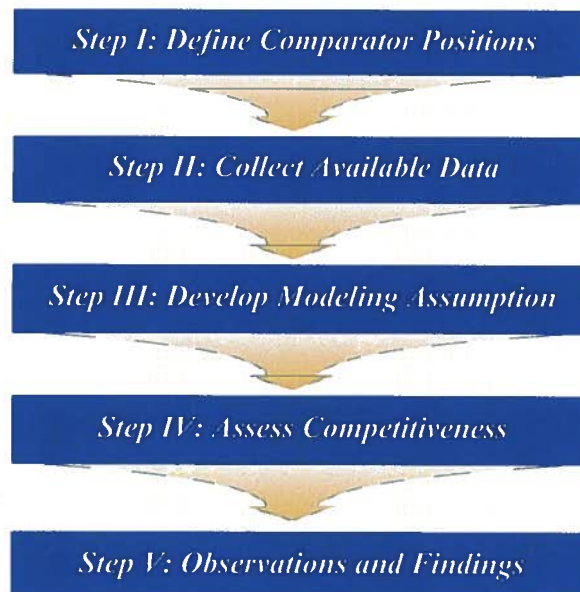 Step I: Define Comparator Positions
Step II: Collect Available Data
Step III: Develop Modeling Assumption
Step IV: Assess Competitiveness
Step V: Observations and Findings